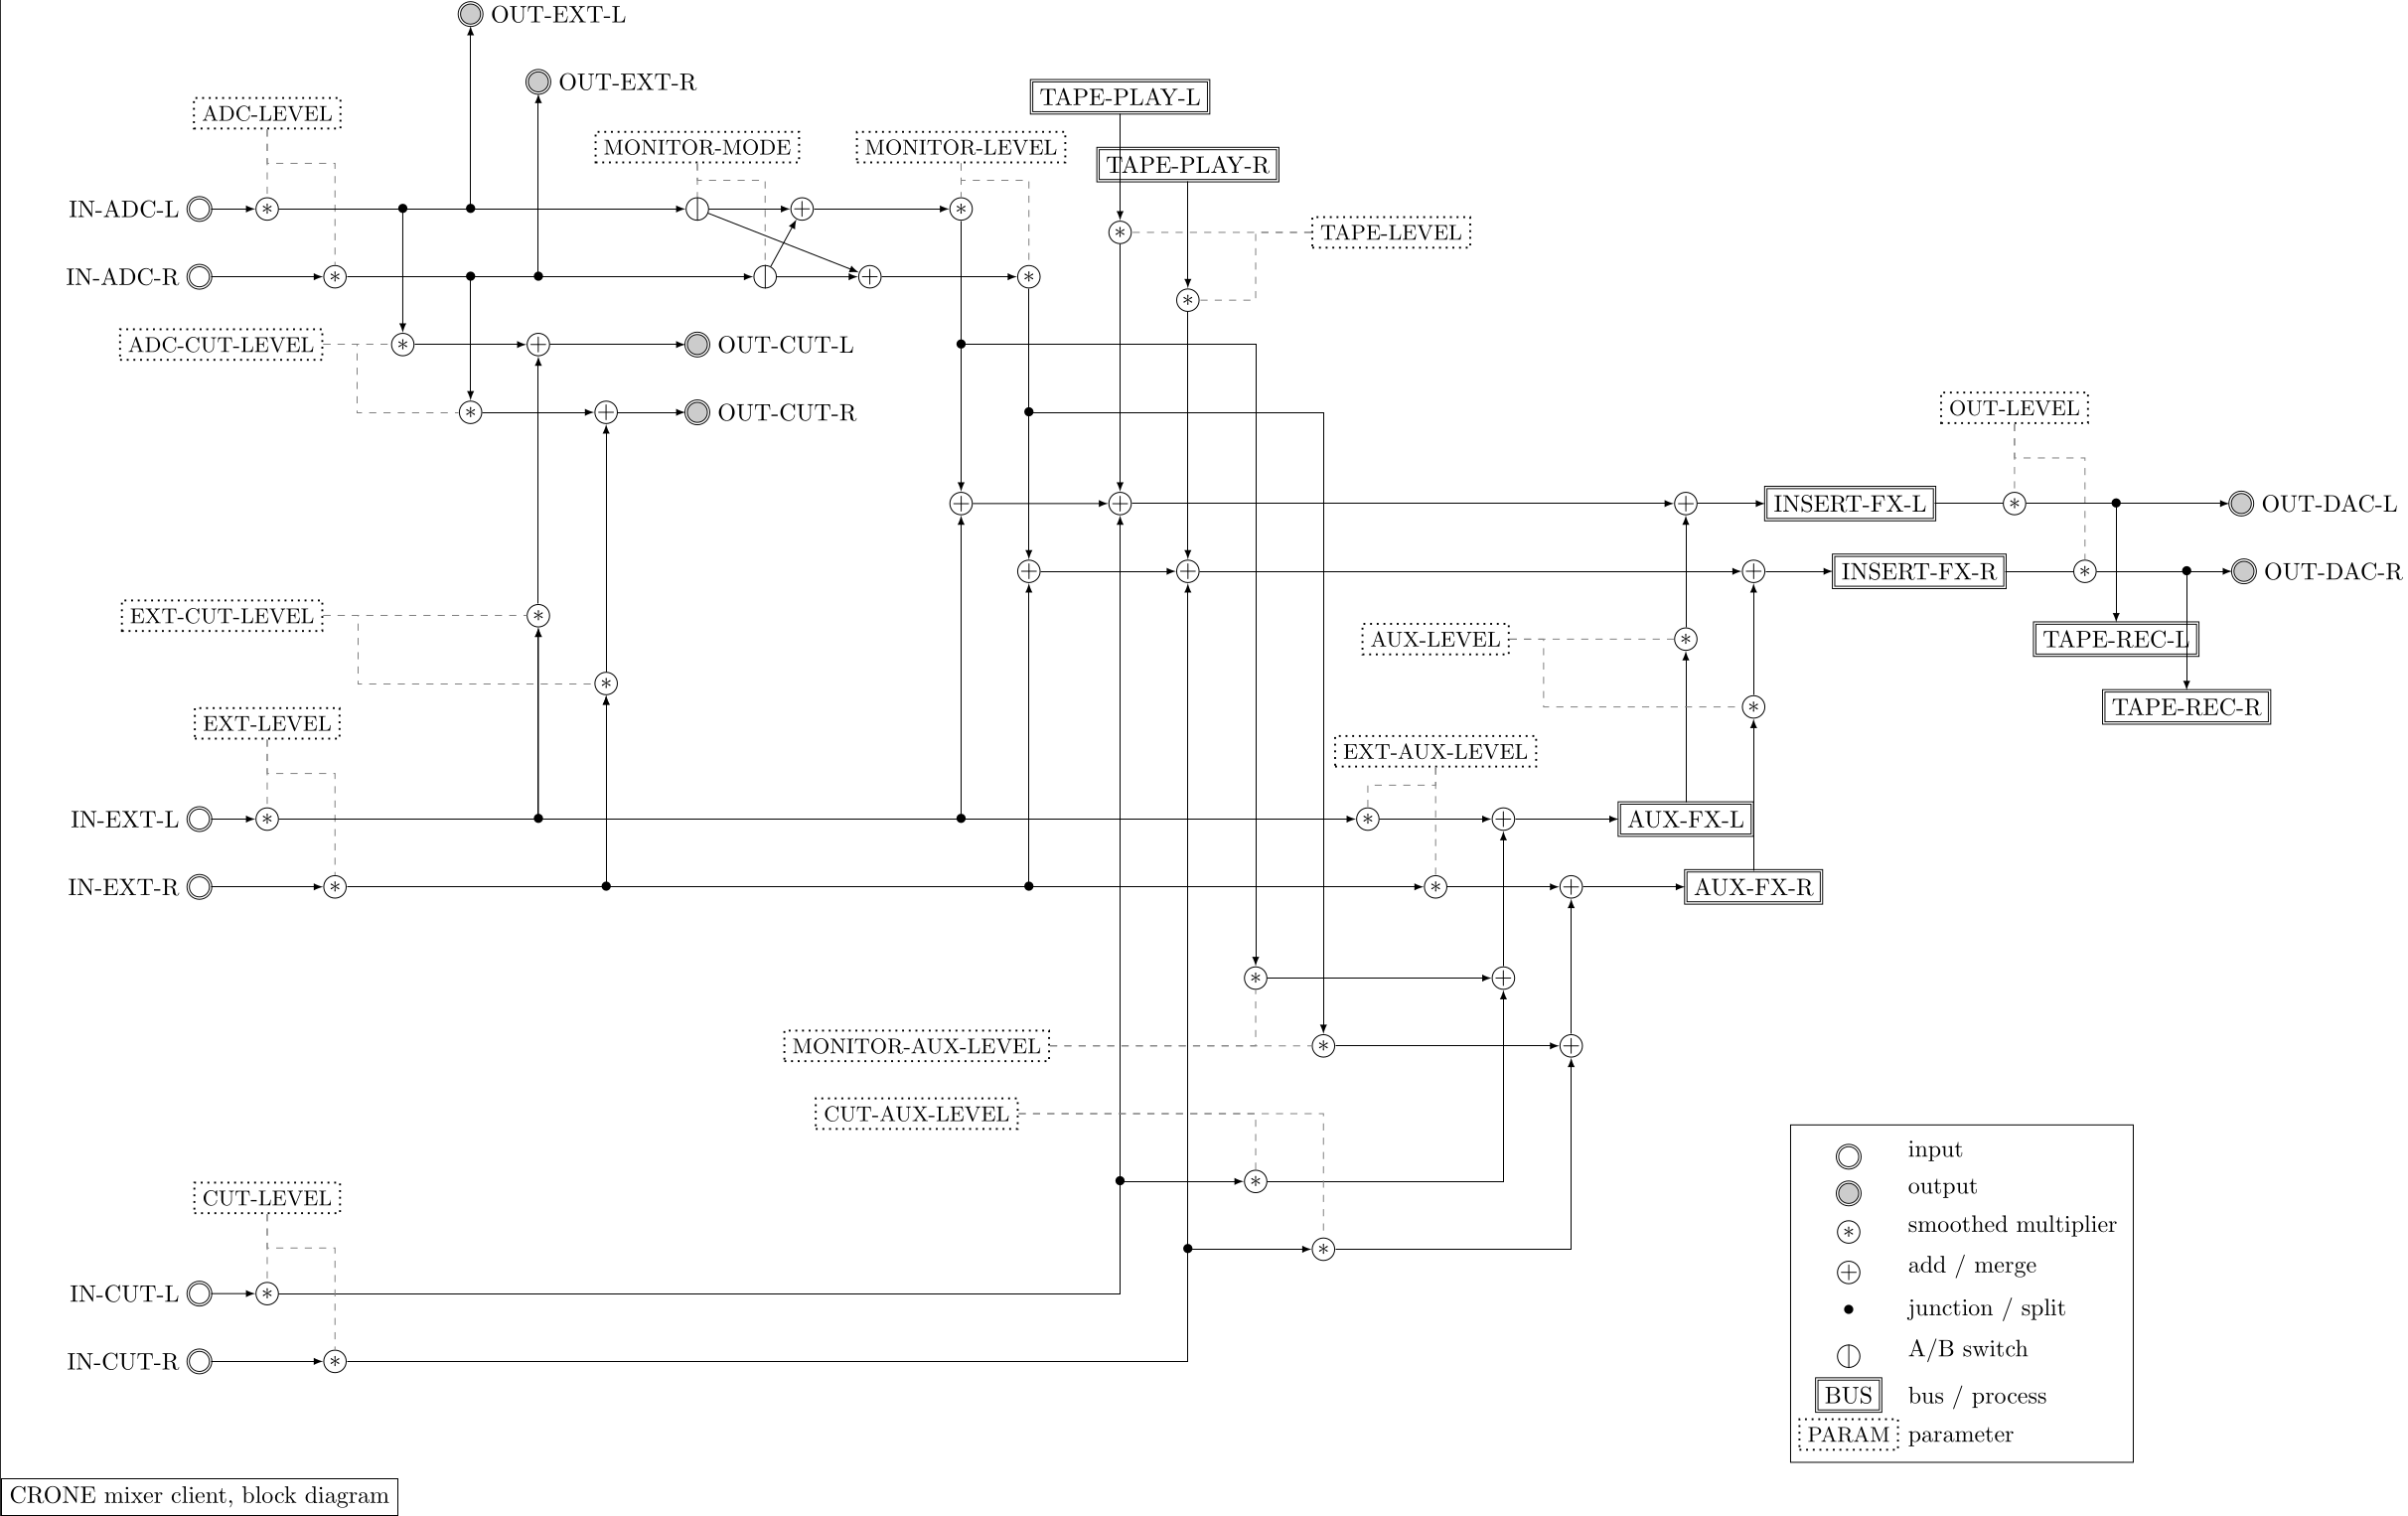 OUT-EXT-L
OUT-EXT-R
TAPE-PLAY-L
ADC-LEVEL
MONITOR-MODE
MONITOR-LEVEL
TAPE-PLAY-R
IN-ADC-L
*
*
TAPE-LEVEL
*
IN-ADC-R
*
*
*
ADC-CUT-LEVEL
*
OUT-CUT-L
*
OUT-CUT-R
OUT-LEVEL
INSERT-FX-L
*
OUT-DAC-L
INSERT-FX-R
*
OUT-DAC-R
EXT-CUT-LEVEL
*
AUX-LEVEL
*
TAPE-REC-L
*
*
TAPE-REC-R
EXT-LEVEL
EXT-AUX-LEVEL
IN-EXT-L
*
*
AUX-FX-L
IN-EXT-R
*
*
AUX-FX-R
*
MONITOR-AUX-LEVEL
*
CUT-AUX-LEVEL
*
CUT-LEVEL
*
IN-CUT-L
*
IN-CUT-R
*
input
output
* smoothed multiplier
add / merge
junction / split
A/B switch
BUS bus / process
PARAM parameter
CRONE mixer client, block diagram